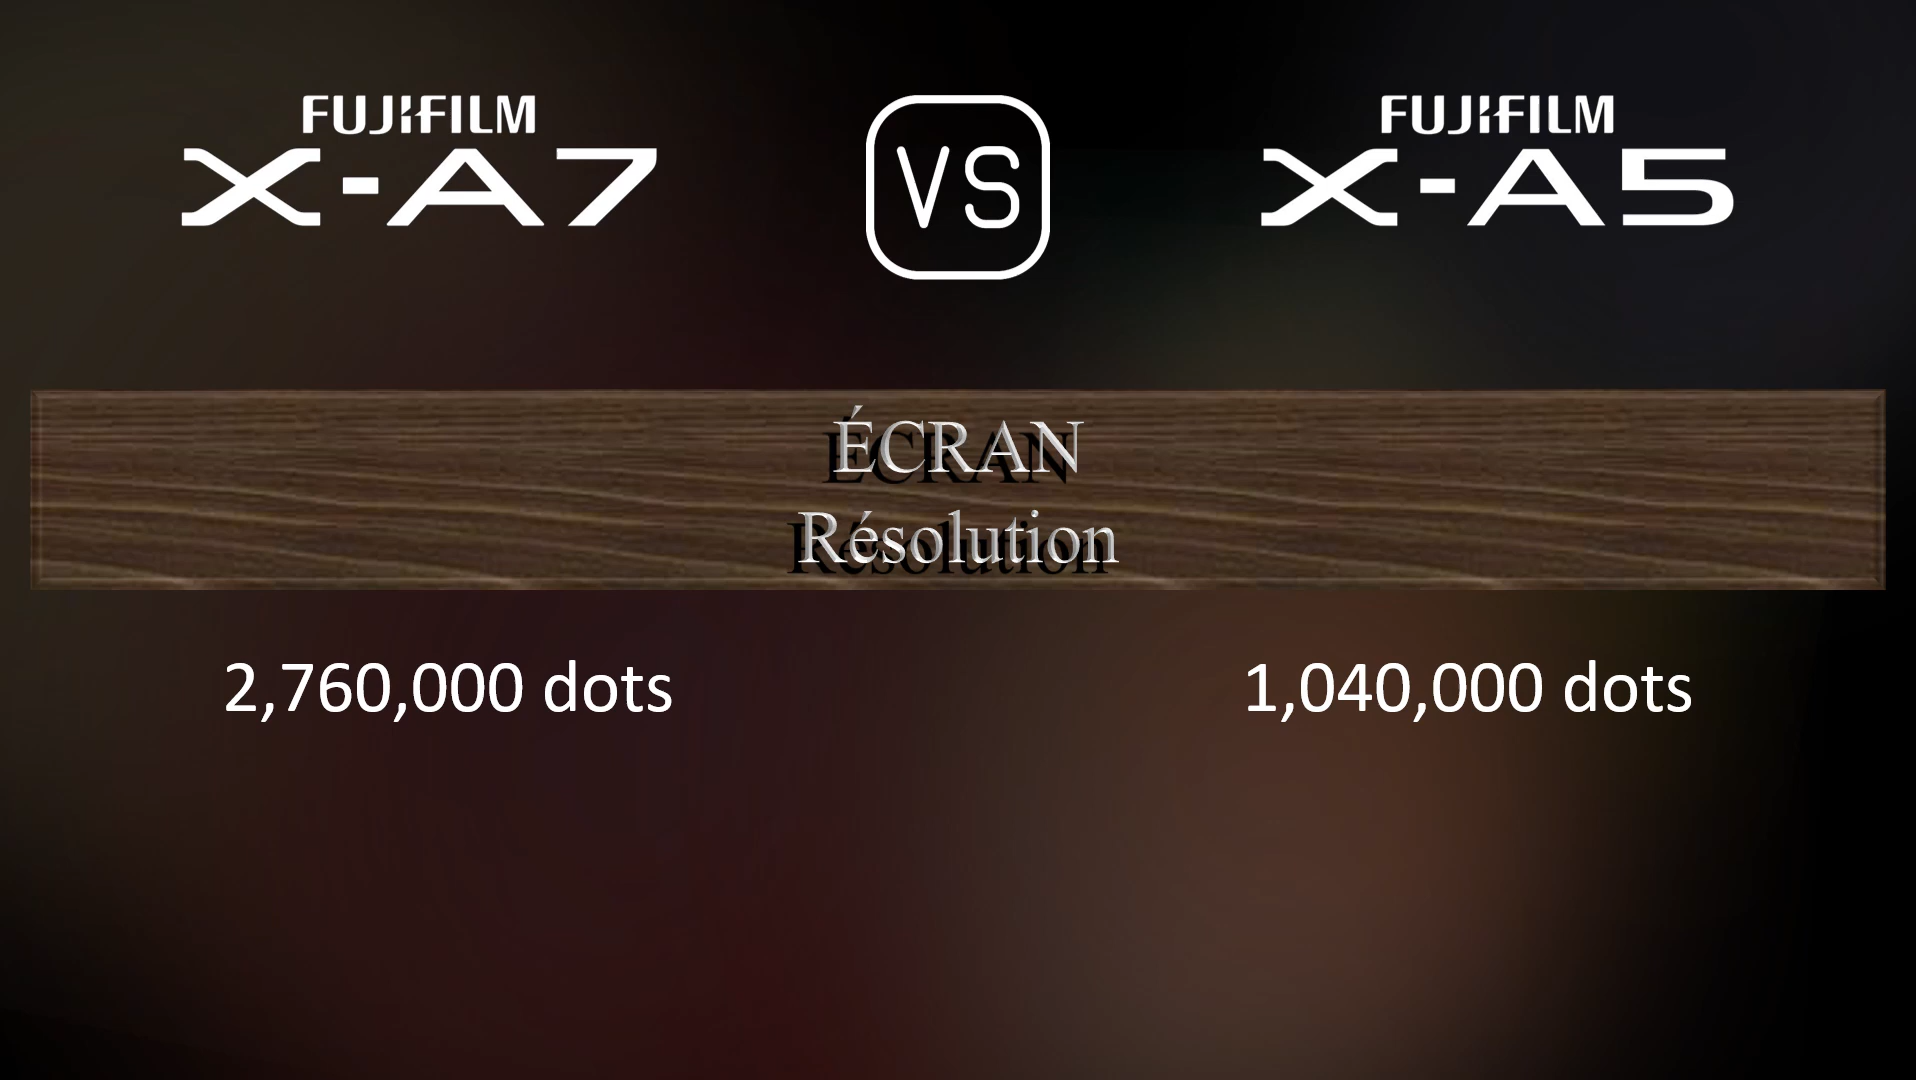 FUJIFILM
X-A7
VS
FUJIFILM
X-A5
ÉCRAN
Résolution
2,760,000 dots
1,040,000 dots